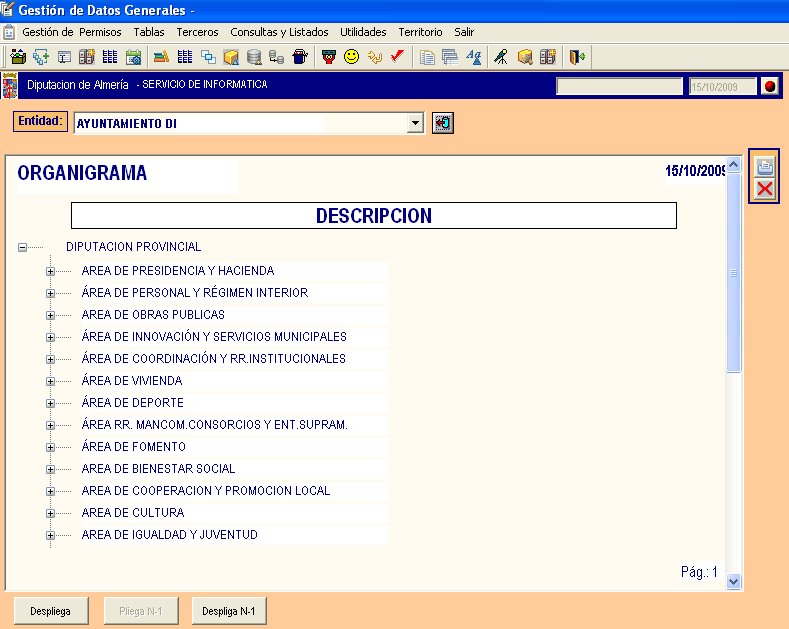 Gestión de Datos Generales -
Gestión de Permisos Tablas Terceros Consultas y Listados Utilidades Territorio Salir
Diputacion de Almería - SERVICIO DE INFORMATICA 15/10/2009
Entidad: AYUNTAMIENTO DI
ORGANIGRAMA 15/10/2009
DESCRIPCION
DIPUTACION PROVINCIAL
AREA DE PRESIDENCIA Y HACIENDA
ÁREA DE PERSONAL Y RÉGIMEN INTERIOR
ÁREA DE OBRAS PUBLICAS
ÁREA DE INNOVACIÓN Y SERVICIOS MUNICIPALES
ÁREA DE COORDINACIÓN Y RR.INSTITUCIONALES
ÁREA DE VIVIENDA
ÁREA DE DEPORTE
ÁREA RR. MANCOM.CONSORCIOS Y ENT.SUPRAM.
ÁREA DE FOMENTO
AREA DE BIENESTAR SOCIAL
AREA DE COOPERACION Y PROMOCION LOCAL
AREA DE CULTURA
AREA DE IGUALDAD Y JUVENTUD
Pág.: 1
Despliega Pliega N-1 Despliga N-1